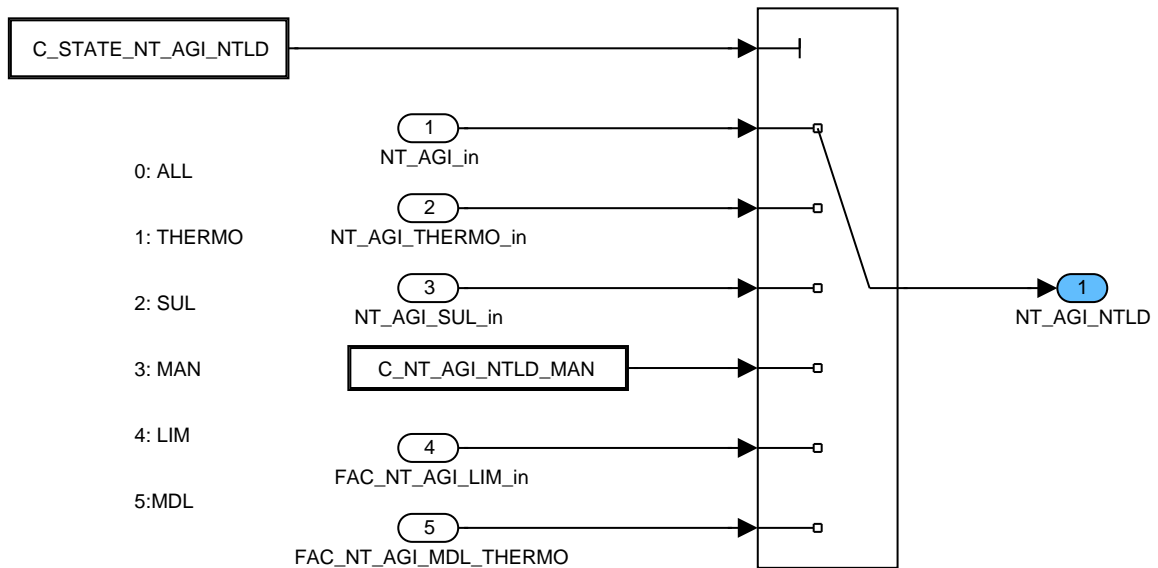 C_STATE_NT_AGI_NTLD
1
NT_AGI_in
0: ALL
2
NT_AGI_THERMO_in
1: THERMO
3
NT_AGI_SUL_in
1
NT_AGI_NTLD
2: SUL
C_NT_AGI_NTLD_MAN
3: MAN
4
FAC_NT_AGI_LIM_in
4: LIM
5
FAC_NT_AGI_MDL_THERMO
5:MDL